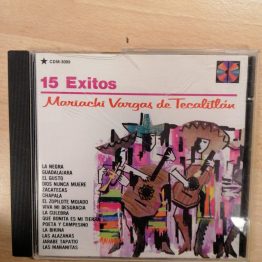 ★ CDM-3093
15 Exitos
Mariachi Vargas de Tecalitlán
LA NEGRA
GUADALAJARA
EL GUSTO
DIOS NUNCA MUERE
ZACATECAS
CHAPALA
EL ZOPILOTE MOJADO
VIVA MI DESGRACIA
LA CULEBRA
QUE BONITA ES MI TIERRA
POETA Y CAMPESINO
LA BIKINA
LAS ALAZANAS
JARABE TAPATIO
LAS MAÑANITAS